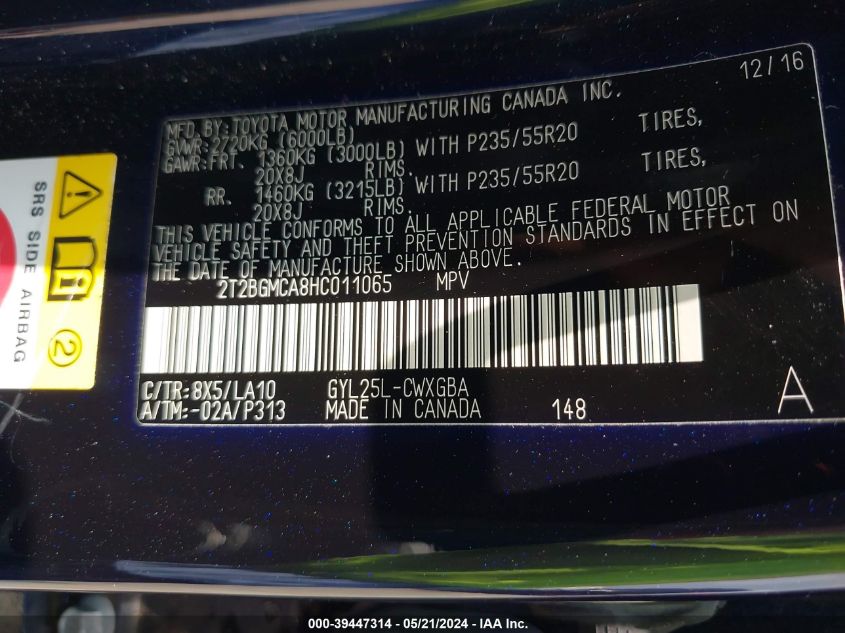 12/16
MFD. BY: TOYOTA MOTOR MANUFACTURING CANADA INC.
GVWR: 2720KG (6000LB)
GAWR: FRT. 1360KG (3000LB) WITH P235/55R20 TIRES,
20X8J RIMS.
RR. 1460KG (3215LB) WITH P235/55R20 TIRES,
20X8J RIMS.
THIS VEHICLE CONFORMS TO ALL APPLICABLE FEDERAL MOTOR
VEHICLE SAFETY AND THEFT PREVENTION STANDARDS IN EFFECT ON
THE DATE OF MANUFACTURE SHOWN ABOVE.
2T2BGMCA8HC011065 MPV
C/TR: 8X5/LA10 GYL25L-CWXGBA
A/TM: -02A/P313 MADE IN CANADA 148 A
SRS SIDE AIRBAG
2
000-39447314 - 05/21/2024 - IAA Inc.